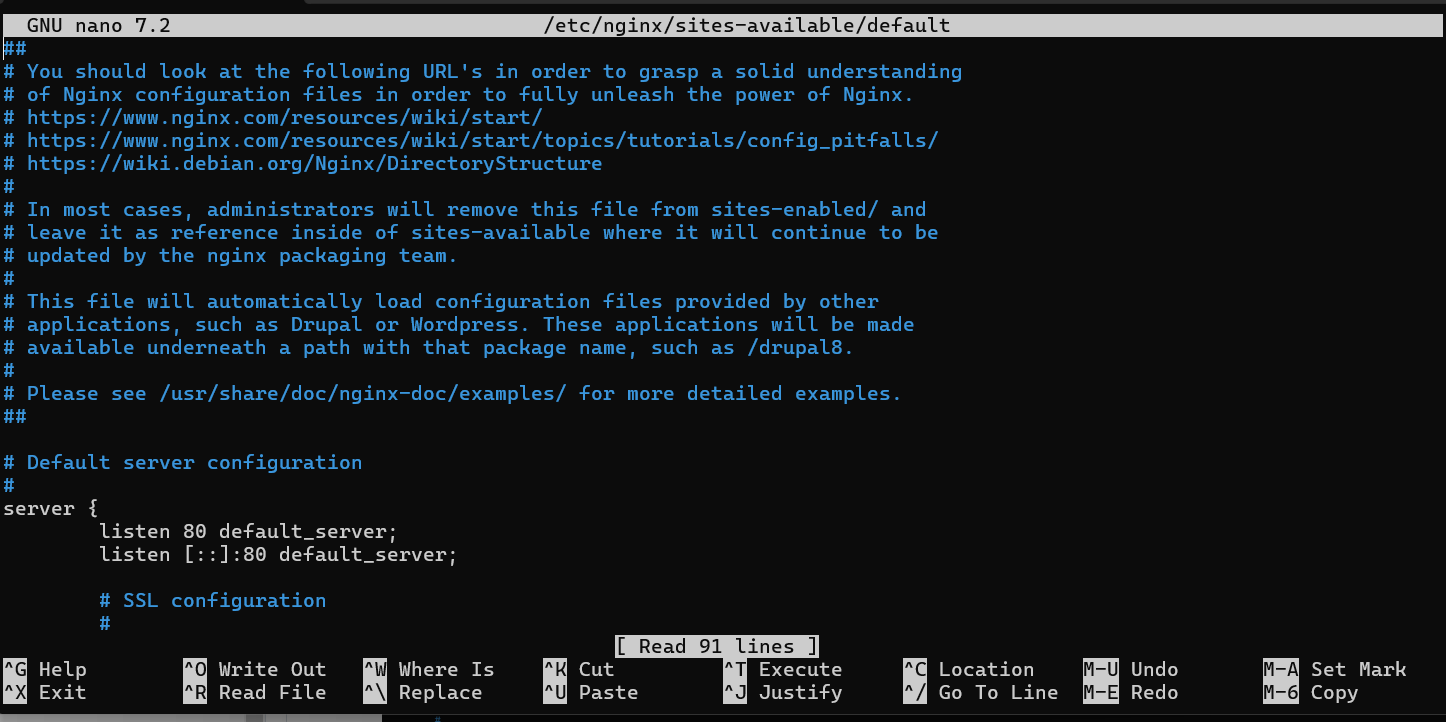 GNU nano 7.2 /etc/nginx/sites-available/default
##
# You should look at the following URL's in order to grasp a solid understanding
# of Nginx configuration files in order to fully unleash the power of Nginx.
# https://www.nginx.com/resources/wiki/start/
# https://www.nginx.com/resources/wiki/start/topics/tutorials/config_pitfalls/
# https://wiki.debian.org/Nginx/DirectoryStructure
#
# In most cases, administrators will remove this file from sites-enabled/ and
# leave it as reference inside of sites-available where it will continue to be
# updated by the nginx packaging team.
#
# This file will automatically load configuration files provided by other
# applications, such as Drupal or Wordpress. These applications will be made
# available underneath a path with that package name, such as /drupal8.
#
# Please see /usr/share/doc/nginx-doc/examples/ for more detailed examples.
##

# Default server configuration
#
server {
        listen 80 default_server;
        listen [::]:80 default_server;

        # SSL configuration
        #
[ Read 91 lines ]
^G Help ^O Write Out ^W Where Is ^K Cut ^T Execute ^C Location M-U Undo M-A Set Mark
^X Exit ^R Read File ^\ Replace ^U Paste ^J Justify ^/ Go To Line M-E Redo M-6 Copy